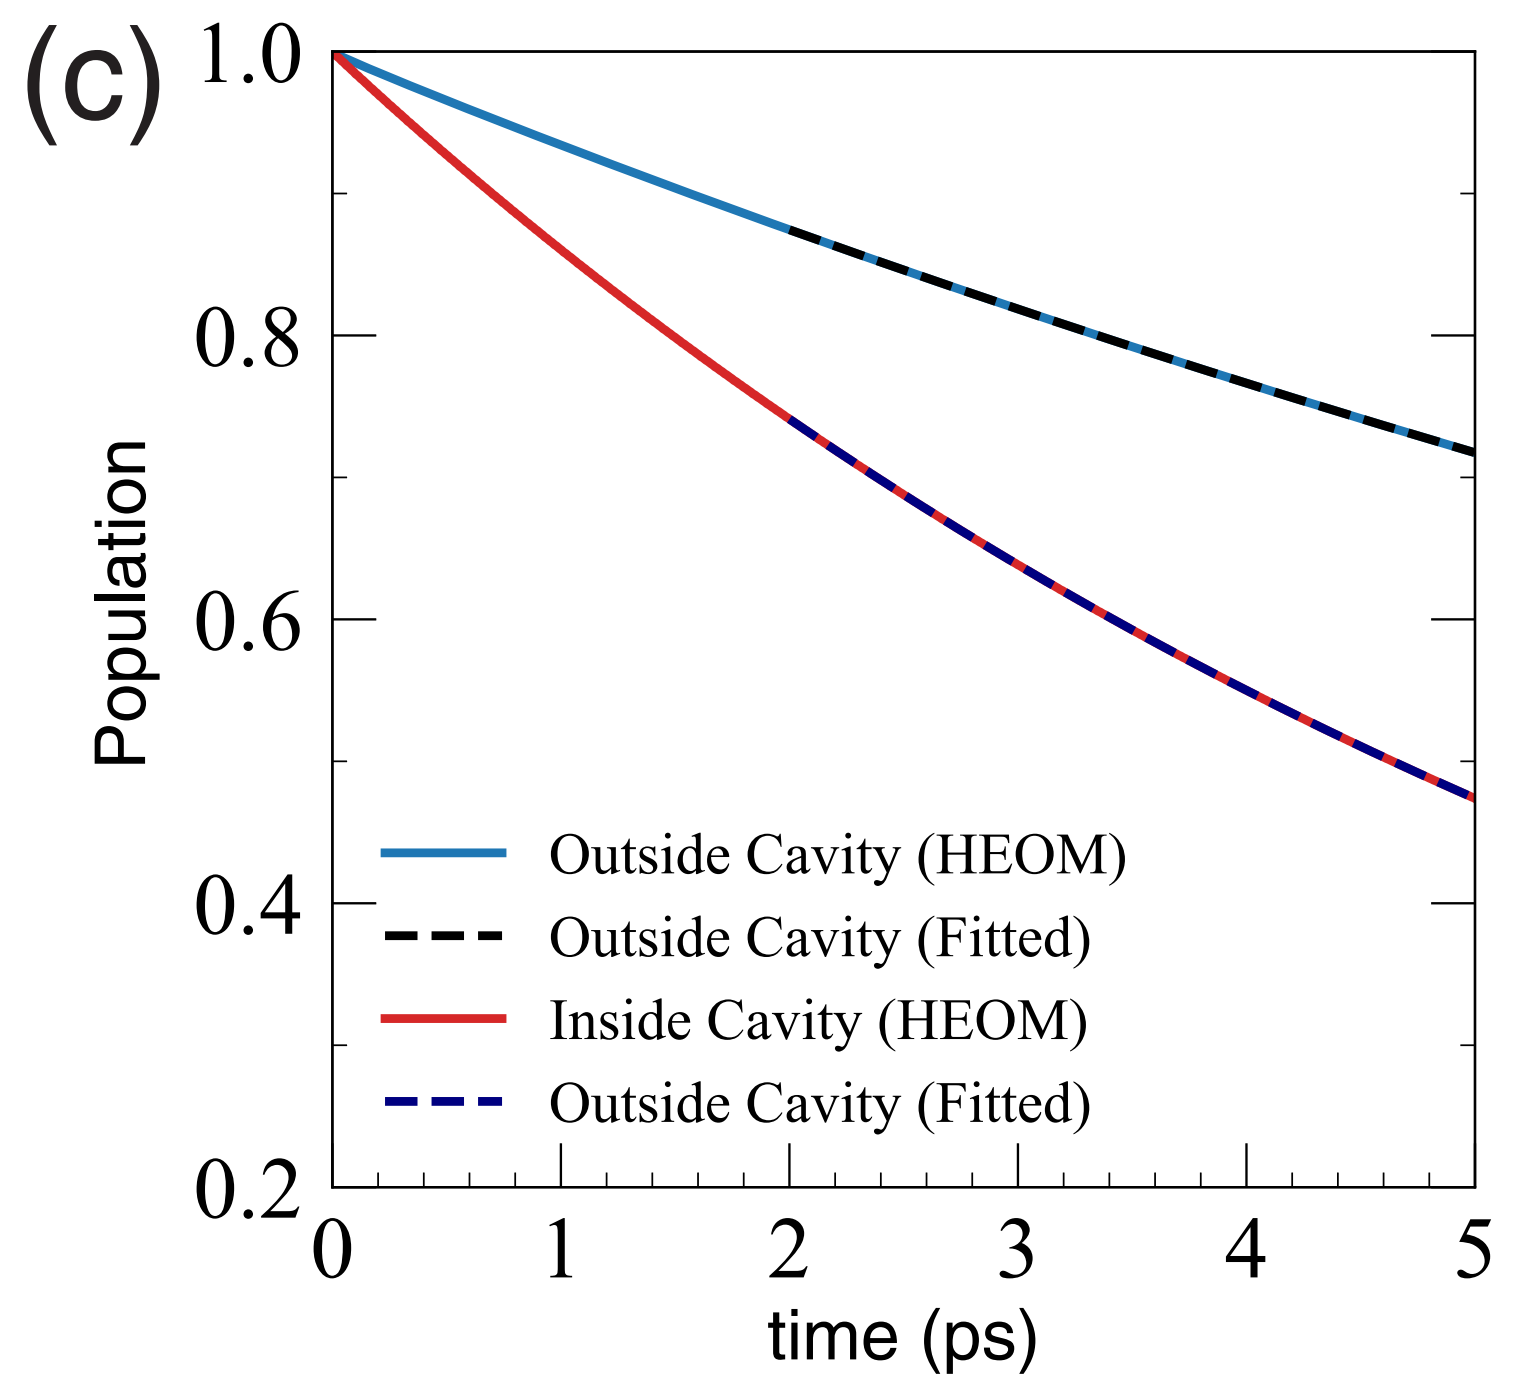 (c)
1.0
0.8
0.6
0.4
0.2
Population
Outside Cavity (HEOM)
Outside Cavity (Fitted)
Inside Cavity (HEOM)
Outside Cavity (Fitted)
0 1 2 3 4 5
time (ps)